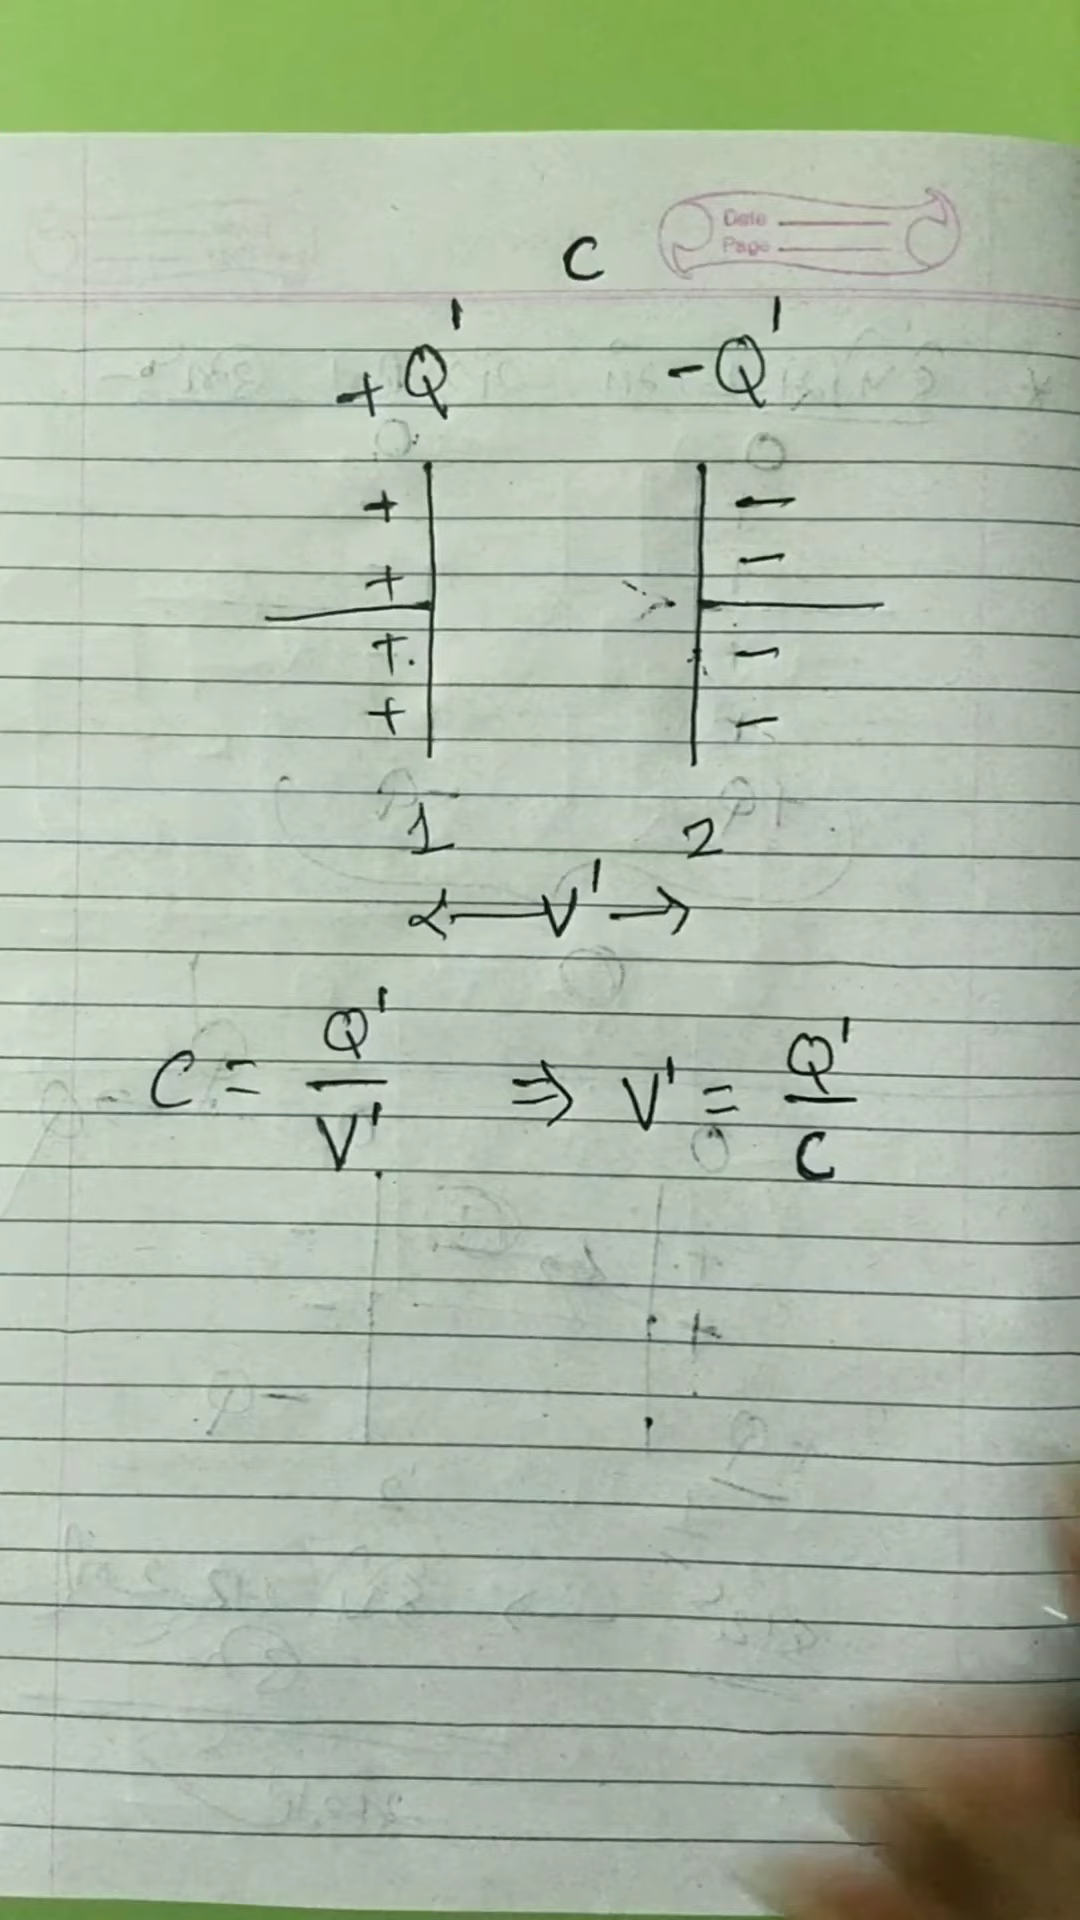 Date
Page
C
+Q' -Q'
+ −
+ −
+ −
+ −
1 2
<— V' —>
C = Q'/V' ⇒ V' = Q'/C